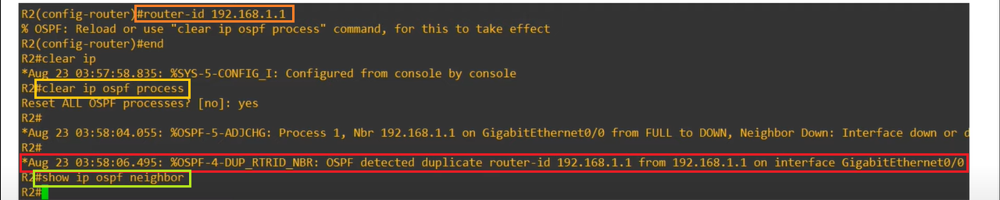 R2(config-router)#router-id 192.168.1.1
% OSPF: Reload or use "clear ip ospf process" command, for this to take effect
R2(config-router)#end
R2#clear ip
*Aug 23 03:57:58.835: %SYS-5-CONFIG_I: Configured from console by console
R2#clear ip ospf process
Reset ALL OSPF processes? [no]: yes
R2#
*Aug 23 03:58:04.055: %OSPF-5-ADJCHG: Process 1, Nbr 192.168.1.1 on GigabitEthernet0/0 from FULL to DOWN, Neighbor Down: Interface down or d
R2#
*Aug 23 03:58:06.495: %OSPF-4-DUP_RTRID_NBR: OSPF detected duplicate router-id 192.168.1.1 from 192.168.1.1 on interface GigabitEthernet0/0
R2#show ip ospf neighbor
R2#